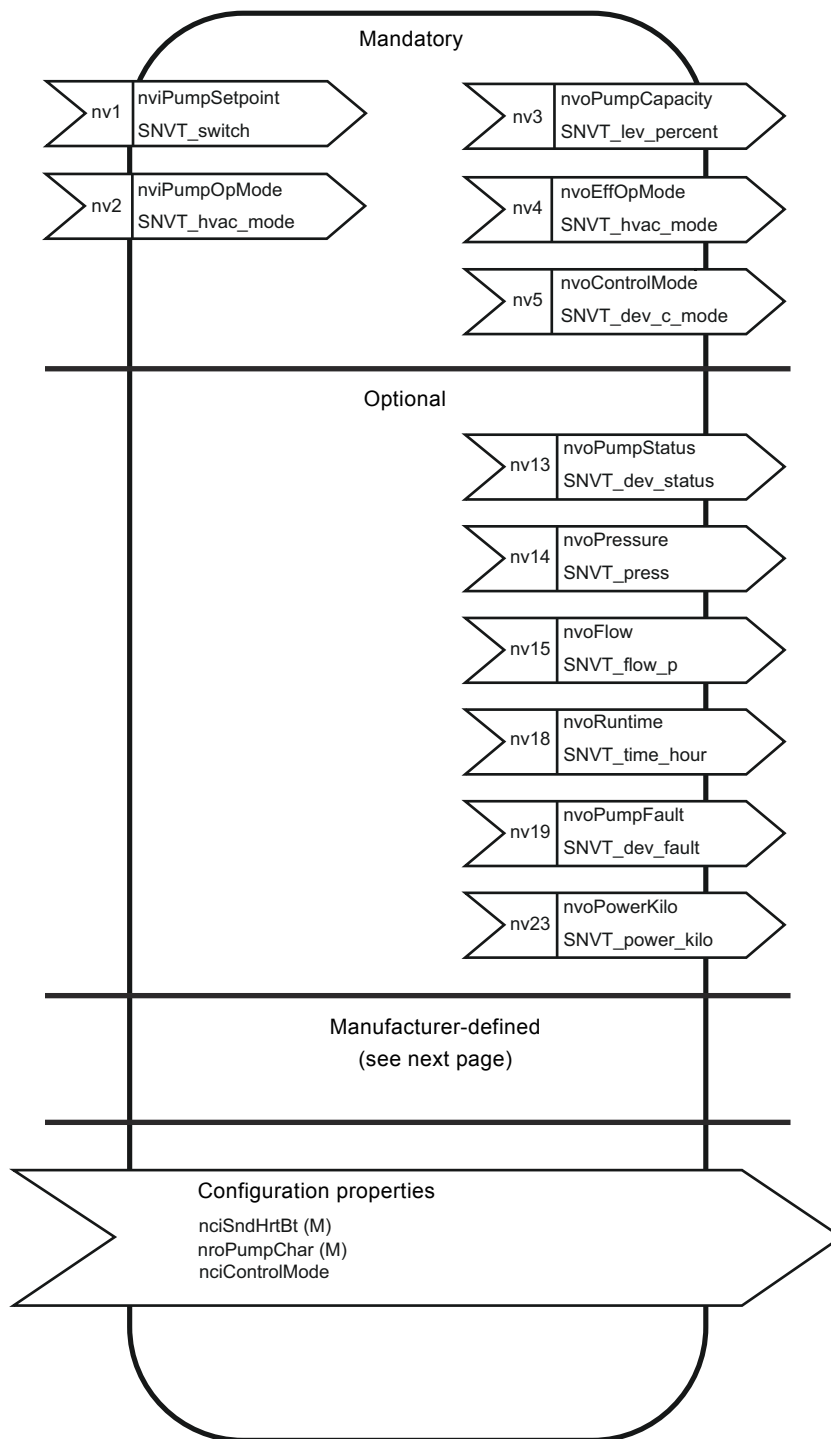 Mandatory
nv1
nviPumpSetpoint
SNVT_switch
nv2
nviPumpOpMode
SNVT_hvac_mode
nv3
nvoPumpCapacity
SNVT_lev_percent
nv4
nvoEffOpMode
SNVT_hvac_mode
nv5
nvoControlMode
SNVT_dev_c_mode
Optional
nv13
nvoPumpStatus
SNVT_dev_status
nv14
nvoPressure
SNVT_press
nv15
nvoFlow
SNVT_flow_p
nv18
nvoRuntime
SNVT_time_hour
nv19
nvoPumpFault
SNVT_dev_fault
nv23
nvoPowerKilo
SNVT_power_kilo
Manufacturer-defined
(see next page)
Configuration properties
nciSndHrtBt (M)
nroPumpChar (M)
nciControlMode